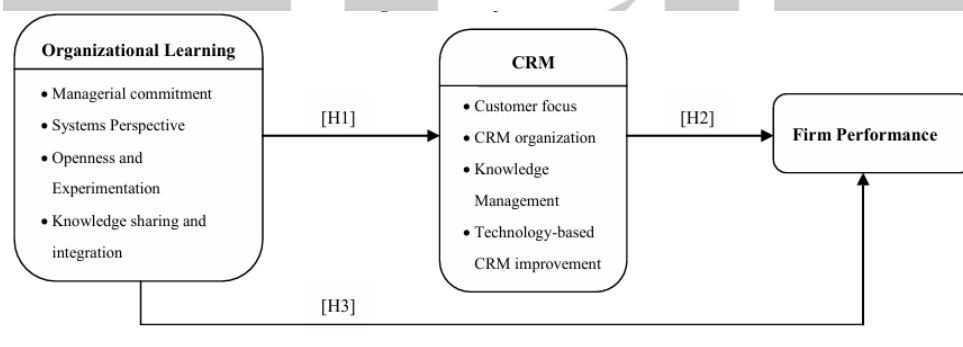 Organizational Learning
• Managerial commitment
• Systems Perspective
• Openness and
Experimentation
• Knowledge sharing and
integration
[H1]
CRM
• Customer focus
• CRM organization
• Knowledge
Management
• Technology-based
CRM improvement
[H2]
Firm Performance
[H3]